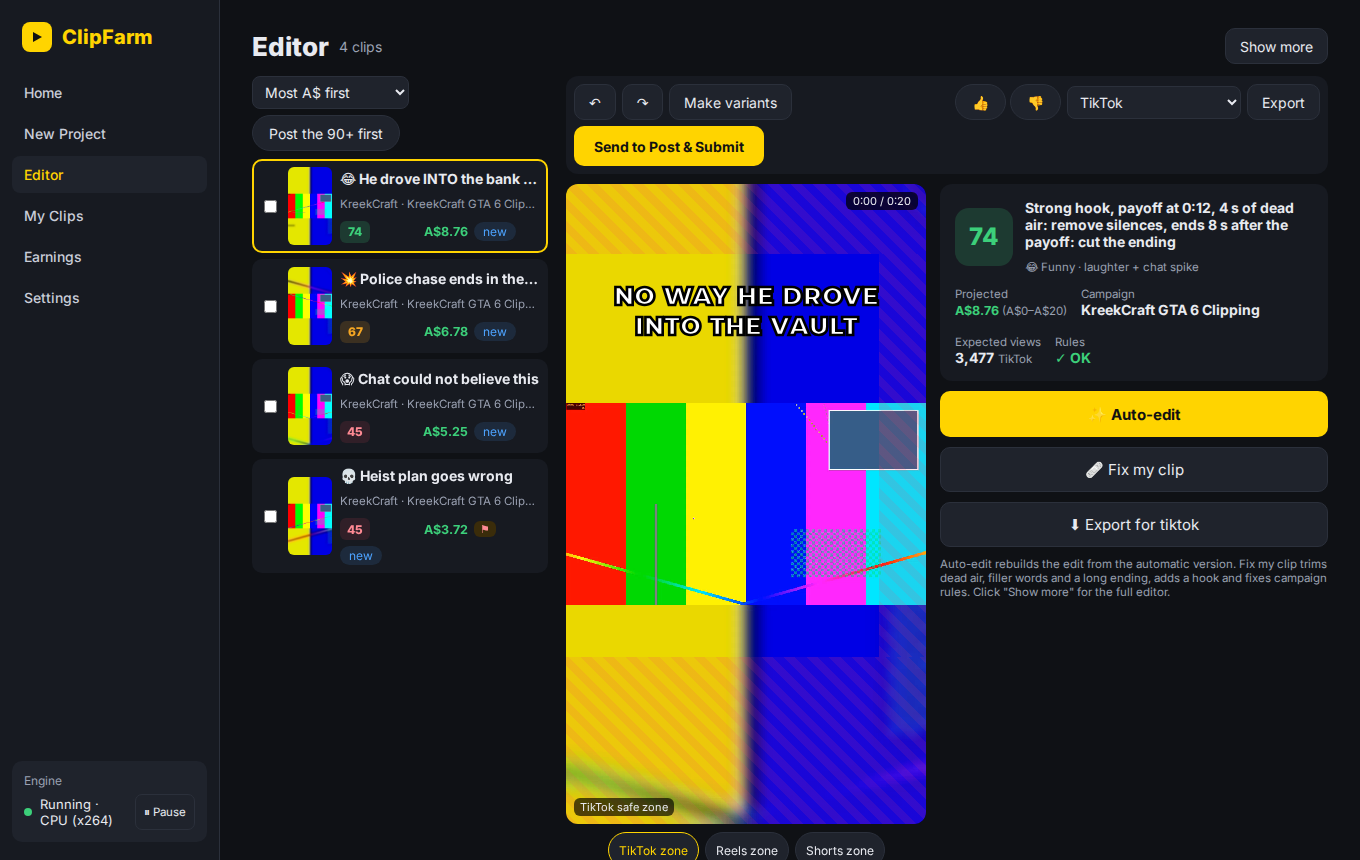 ClipFarm
Home
New Project
Editor
My Clips
Earnings
Settings
Engine
Running ·
CPU (x264)
Pause
Editor
4 clips
Show more
Most A$ first
Post the 90+ first
😂 He drove INTO the bank ...
KreekCraft · KreekCraft GTA 6 Clip...
74
A$8.76
new
💥 Police chase ends in the...
KreekCraft · KreekCraft GTA 6 Clip...
67
A$6.78
new
😱 Chat could not believe this
KreekCraft · KreekCraft GTA 6 Clip...
45
A$5.25
new
💀 Heist plan goes wrong
KreekCraft · KreekCraft GTA 6 Clip...
45
A$3.72
new
Make variants
TikTok
Export
Send to Post & Submit
0:00 / 0:20
NO WAY HE DROVE
INTO THE VAULT
TikTok safe zone
TikTok zone
Reels zone
Shorts zone
74
Strong hook, payoff at 0:12, 4 s of dead
air: remove silences, ends 8 s after the
payoff: cut the ending
😂 Funny · laughter + chat spike
Projected
A$8.76 (A$0–A$20)
Campaign
KreekCraft GTA 6 Clipping
Expected views
3,477 TikTok
Rules
✓ OK
✨ Auto-edit
🩹 Fix my clip
⬇ Export for tiktok
Auto-edit rebuilds the edit from the automatic version. Fix my clip trims
dead air, filler words and a long ending, adds a hook and fixes campaign
rules. Click "Show more" for the full editor.